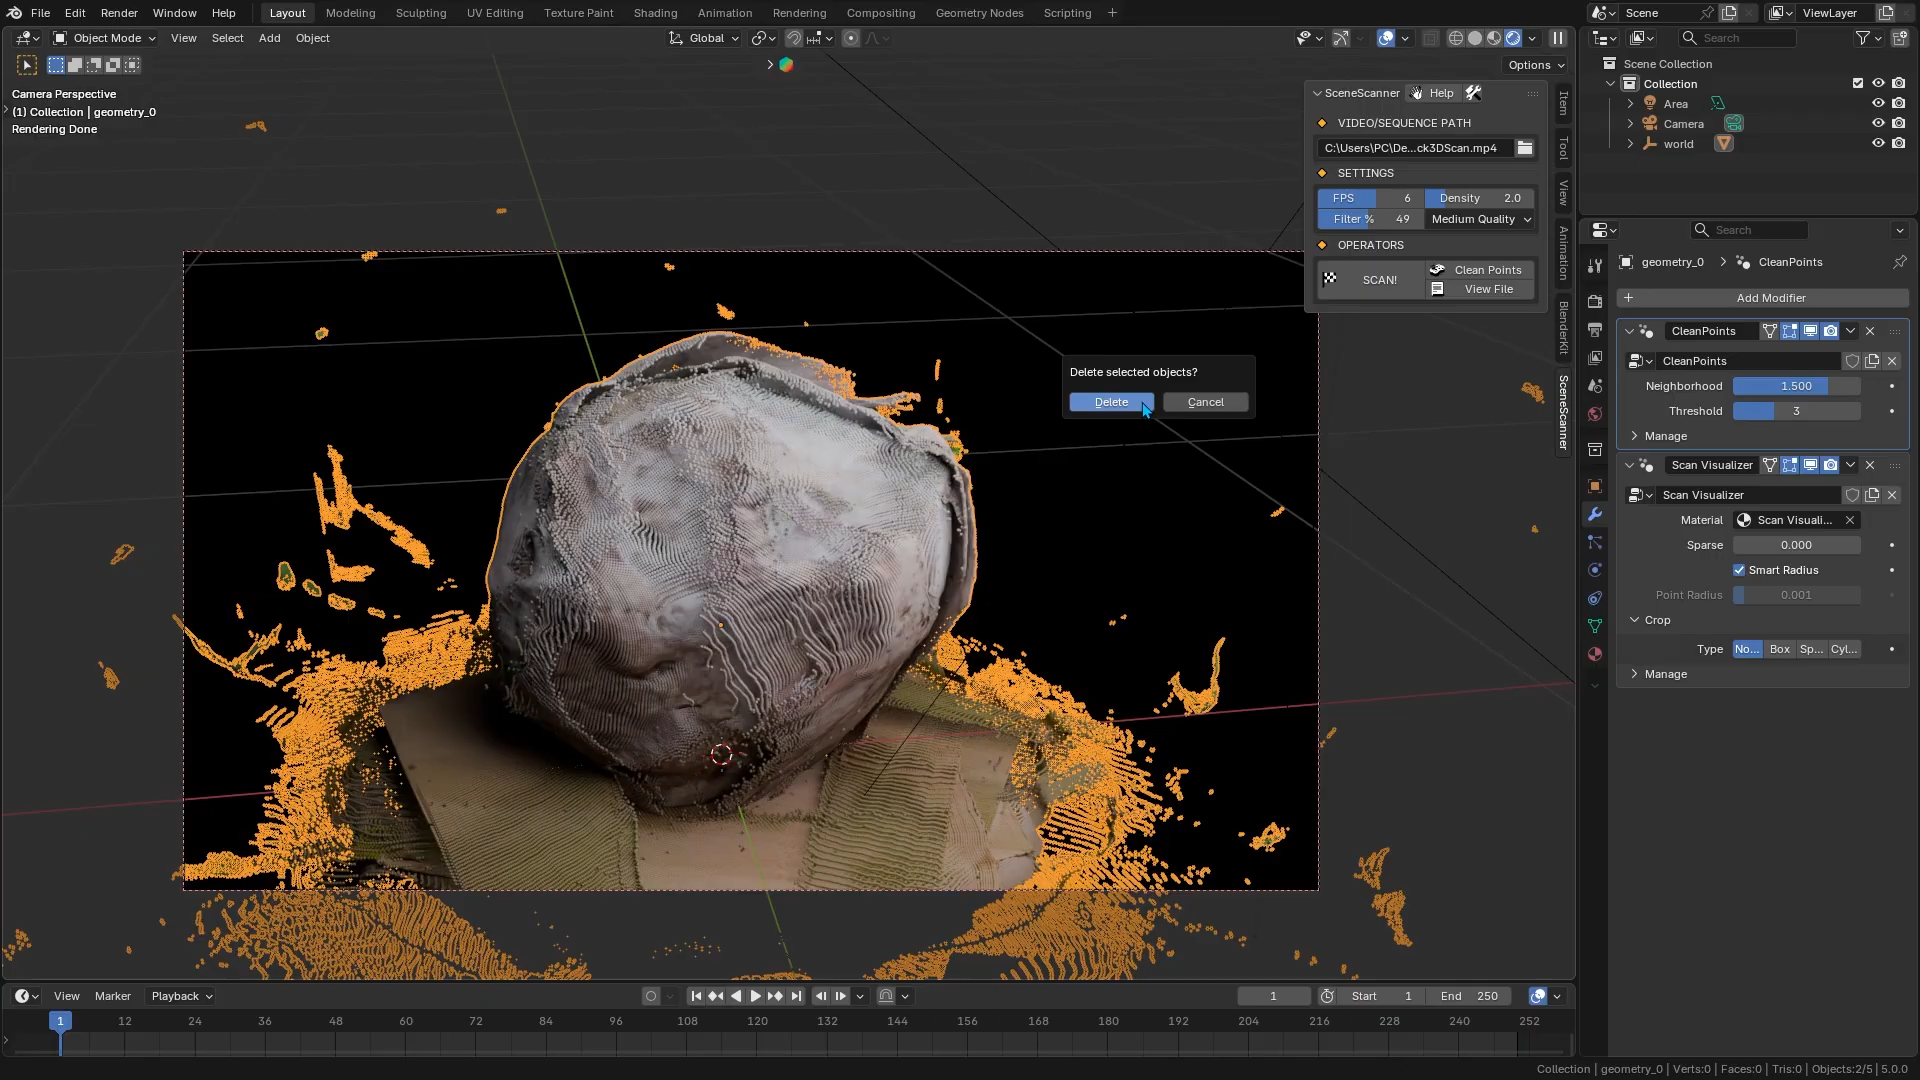 File Edit Render Window Help Layout Modeling Sculpting UV Editing Texture Paint Shading Animation Rendering Compositing Geometry Nodes Scripting + Scene ViewLayer
Object Mode View Select Add Object Global Search
Options
Camera Perspective
(1) Collection | geometry_0
Rendering Done
SceneScanner Help
VIDEO/SEQUENCE PATH
C:\Users\PC\De...ck3DScan.mp4
SETTINGS
FPS 6 Density 2.0
Filter % 49 Medium Quality
OPERATORS
SCAN! Clean Points
View File
Item
Tool
View
Animation
BlenderKit
SceneScanner
Delete selected objects?
Delete Cancel
Scene Collection
Collection
Area
Camera
world
Search
geometry_0 > CleanPoints
+ Add Modifier
CleanPoints
CleanPoints
Neighborhood 1.500
Threshold 3
Manage
Scan Visualizer
Scan Visualizer
Material Scan Visuali...
Sparse 0.000
Smart Radius
Point Radius 0.001
Crop
Type No... Box Sp... Cyl...
Manage
View Marker Playback 1 Start 1 End 250
1 12 24 36 48 60 72 84 96 108 120 132 144 156 168 180 192 204 216 228 240 252
Collection | geometry_0 | Verts:0 | Faces:0 | Tris:0 | Objects:2/5 | 5.0.0